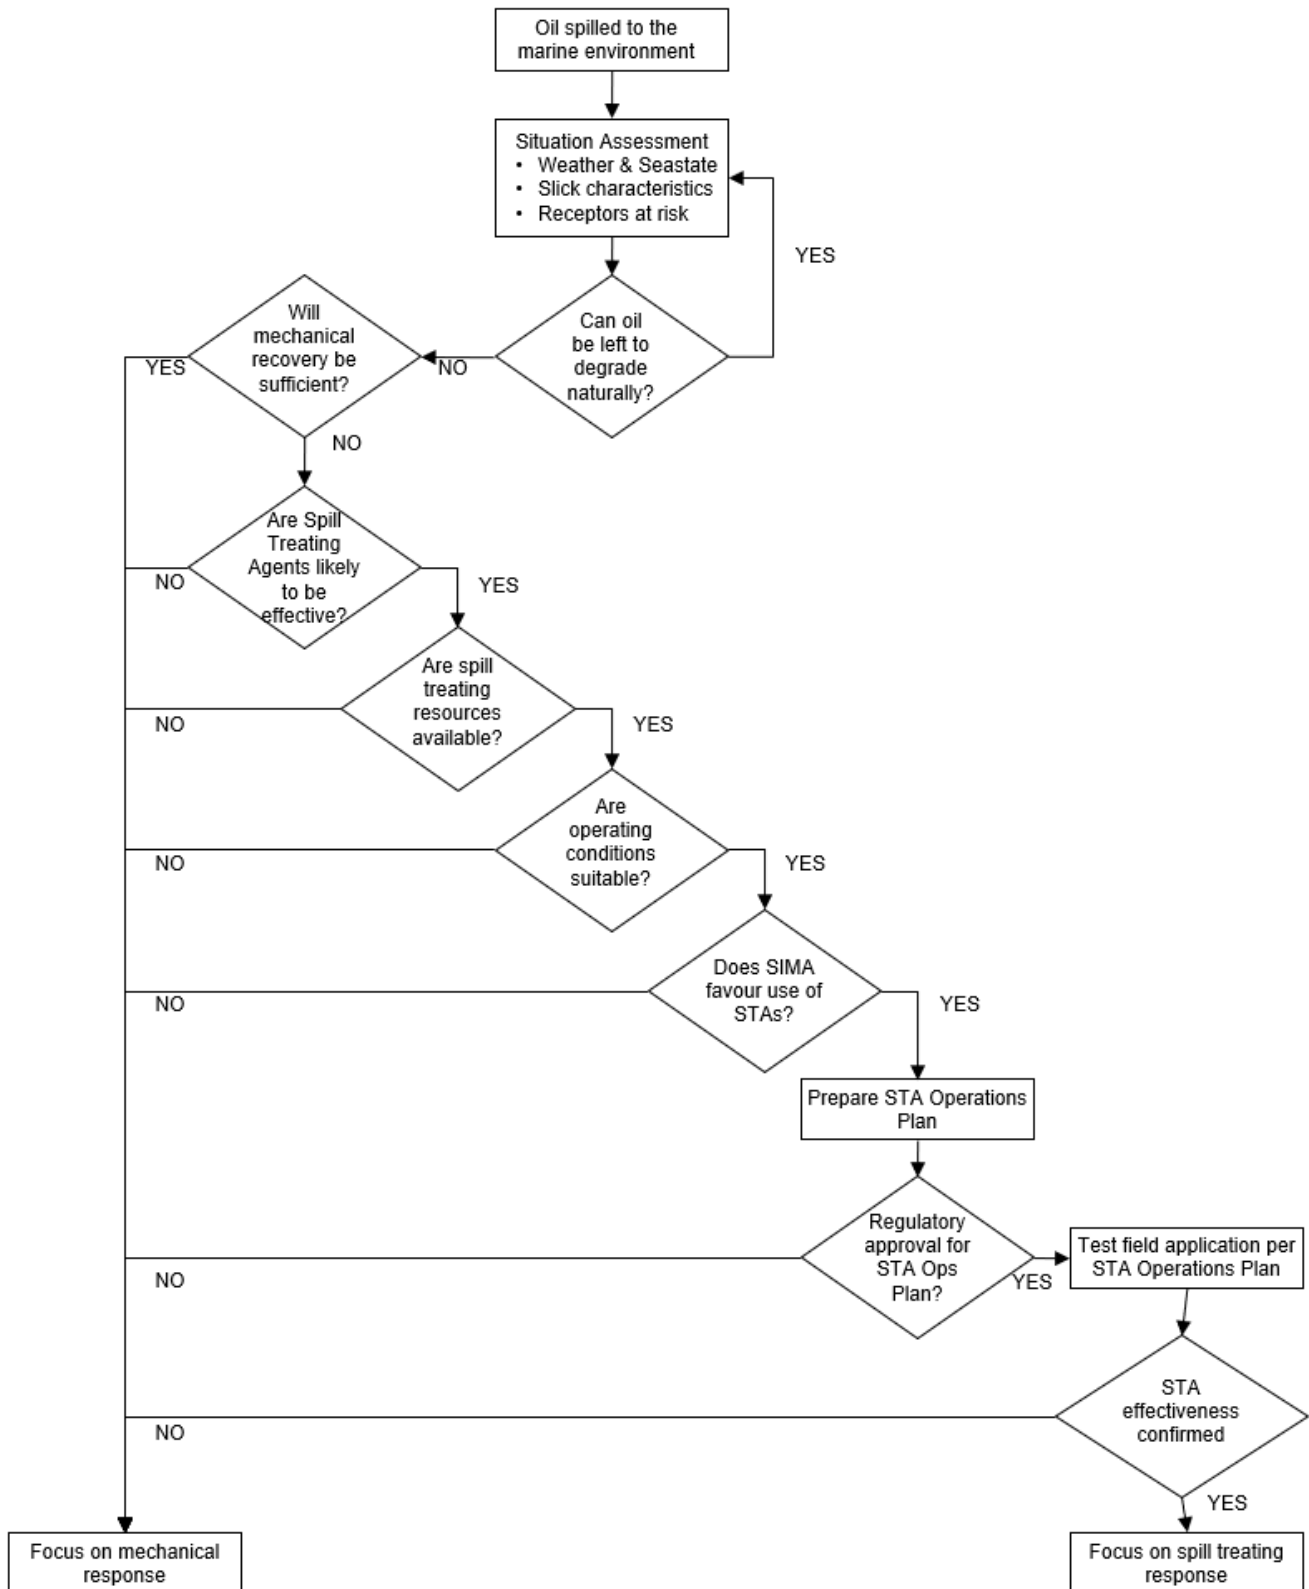 Oil spilled to the
marine environment
Situation Assessment
• Weather & Seastate
• Slick characteristics
• Receptors at risk
YES
Can oil
be left to
degrade
naturally?
NO
Will
mechanical
recovery be
sufficient?
YES
NO
Are Spill
Treating
Agents likely
to be
effective?
NO
YES
Are spill
treating
resources
available?
NO
YES
Are
operating
conditions
suitable?
NO
YES
Does SIMA
favour use of
STAs?
NO
YES
Prepare STA Operations
Plan
Regulatory
approval for
STA Ops
Plan?
NO
YES
Test field application per
STA Operations Plan
STA
effectiveness
confirmed
NO
YES
Focus on mechanical
response
Focus on spill treating
response